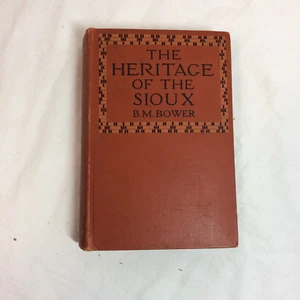 THE
HERITAGE
OF THE
SIOUX
B.M.BOWER